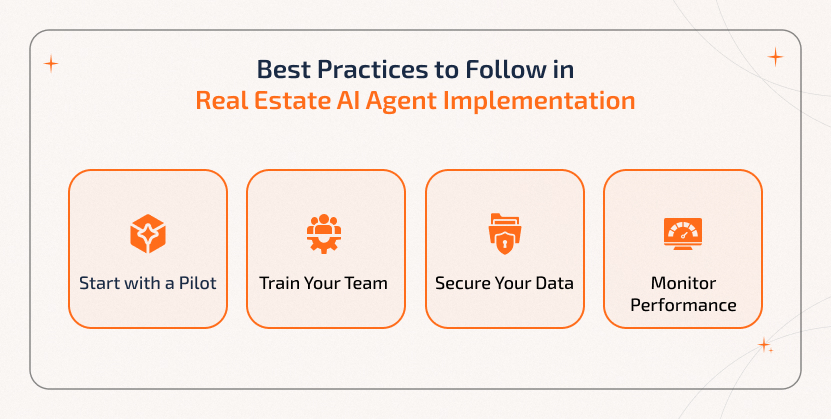 Best Practices to Follow in
Real Estate AI Agent Implementation
Start with a Pilot
Train Your Team
Secure Your Data
Monitor
Performance